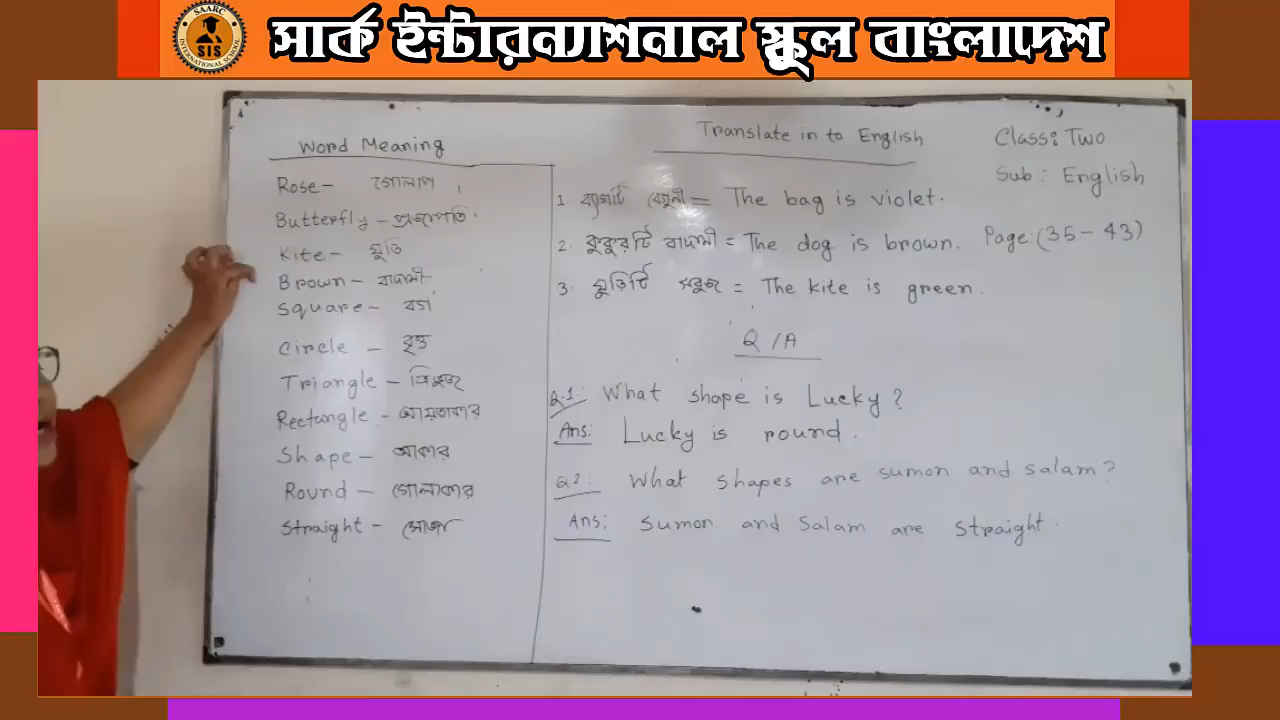 সার্ক ইন্টারন্যাশনাল স্কুল বাংলাদেশ
SAARC
SIS
INTERNATIONAL SCHOOL
Word Meaning
Rose - গোলাপ
Butterfly - প্রজাপতি
Kite - ঘুড়ি
Brown - বাদামী
Square - বর্গ
Circle - বৃত্ত
Triangle - ত্রিভুজ
Rectangle - আয়তাকার
Shape - আকার
Round - গোলাকার
Straight - সোজা
Translate in to English
1. ব্যাগটি বেগুনী = The bag is violet.
2. কুকুরটি বাদামী = The dog is brown.
3. ঘুড়িটি সবুজ = The kite is green.
Class: Two
Sub: English
Page: (35-43)
Q/A
Q.1: What shape is Lucky?
Ans: Lucky is round.
Q.2: What shapes are sumon and salam?
Ans: Sumon and Salam are straight.